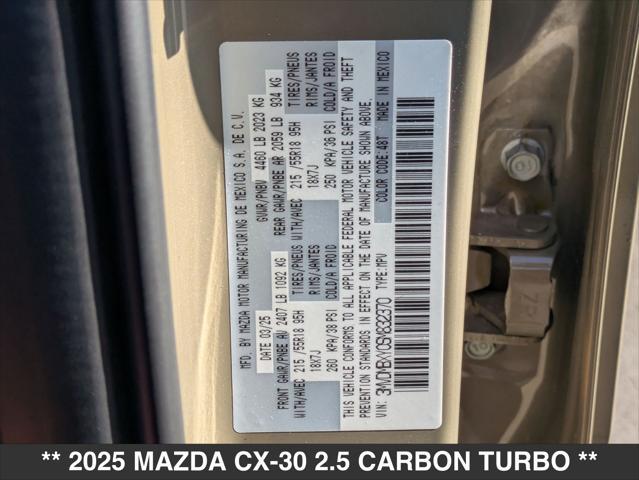 MFD. BY MAZDA MOTOR MANUFACTURING DE MEXICO S.A. DE C.V.
DATE 03/25 GVWR/PNBV 4460 LB 2023 KG
FRONT GAWR/PNBE AV 2407 LB 1092 KG REAR GAWR/PNBE AR 2059 LB 934 KG
WITH/AVEC 215 /55R18 95H TIRES/PNEUS WITH/AVEC 215 /55R18 95H TIRES/PNEUS
18X7J RIMS/JANTES 18X7J RIMS/JANTES
260 KPA/38 PSI COLD/A FROID 250 KPA/36 PSI COLD/A FROID
THIS VEHICLE CONFORMS TO ALL APPLICABLE FEDERAL MOTOR VEHICLE SAFETY AND THEFT
PREVENTION STANDARDS IN EFFECT ON THE DATE OF MANUFACTURE SHOWN ABOVE.
VIN: TYPE: MPV COLOR CODE: 48T MADE IN MEXICO
** 2025 MAZDA CX-30 2.5 CARBON TURBO **